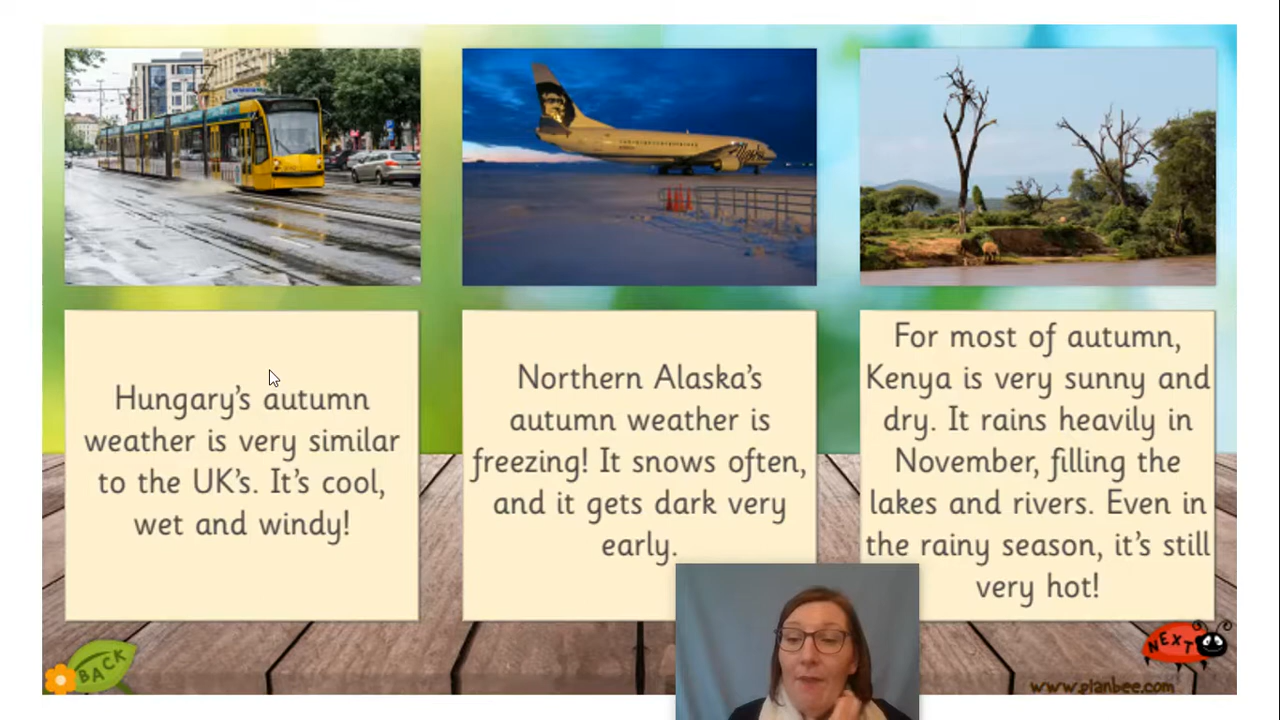 Alaska
Hungary's autumn
weather is very similar
to the UK's. It's cool,
wet and windy!
Northern Alaska's
autumn weather is
freezing! It snows often,
and it gets dark very
early.
For most of autumn,
Kenya is very sunny and
dry. It rains heavily in
November, filling the
lakes and rivers. Even in
the rainy season, it's still
very hot!
BACK
NEXT
www.planbee.com